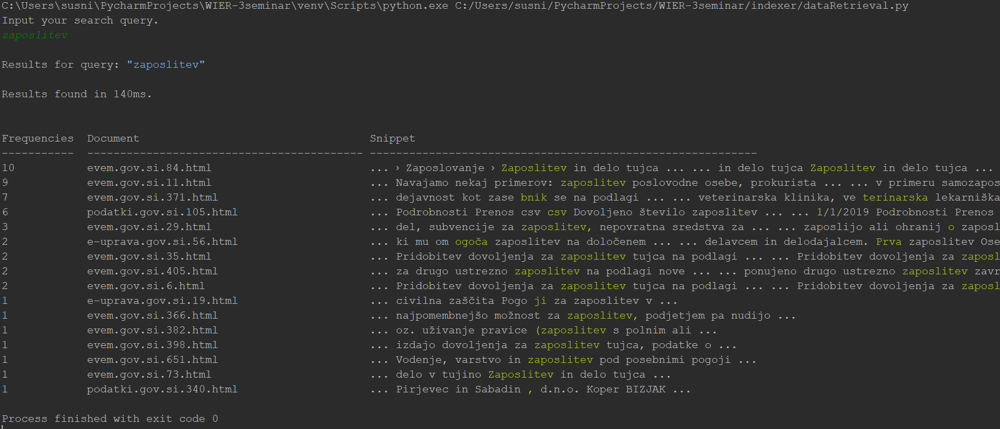 C:\Users\susni\PycharmProjects\WIER-3seminar\venv\Scripts\python.exe C:/Users/susni/PycharmProjects/WIER-3seminar/indexer/dataRetrieval.py
Input your search query.
zaposlitev
Results for query: "zaposlitev"
Results found in 140ms.
Frequencies Document Snippet
----------- ------------------------------------------ ---------------------------------------------------------
10 evem.gov.si.84.html ... › Zaposlovanje › Zaposlitev in delo tujca ... ... in delo tujca Zaposlitev in delo tujca ...
9 evem.gov.si.11.html ... Navajamo nekaj primerov: zaposlitev poslovodne osebe, prokurista ... ... v primeru samozapos
7 evem.gov.si.371.html ... dejavnost kot zase bnik se na podlagi ... ... veterinarska klinika, ve terinarska lekarniška
6 podatki.gov.si.105.html ... Podrobnosti Prenos csv csv Dovoljeno število zaposlitev ... ... 1/1/2019 Podrobnosti Prenos
3 evem.gov.si.29.html ... del, subvencije za zaposlitev, nepovratna sredstva za ... ... zaposlijo ali ohranij o zaposl
2 e-uprava.gov.si.56.html ... ki mu om ogoča zaposlitev na določenem ... ... delavcem in delodajalcem. Prva zaposlitev Ose
2 evem.gov.si.35.html ... Pridobitev dovoljenja za zaposlitev tujca na podlagi ... ... Pridobitev dovoljenja za zaposl
2 evem.gov.si.405.html ... za drugo ustrezno zaposlitev na podlagi nove ... ... ponujeno drugo ustrezno zaposlitev zavr
2 evem.gov.si.6.html ... Pridobitev dovoljenja za zaposlitev tujca na podlagi ... ... Pridobitev dovoljenja za zaposl
1 e-uprava.gov.si.19.html ... civilna zaščita Pogo ji za zaposlitev v ...
1 evem.gov.si.366.html ... najpomembnejšo možnost za zaposlitev, podjetjem pa nudijo ...
1 evem.gov.si.382.html ... oz. uživanje pravice (zaposlitev s polnim ali ...
1 evem.gov.si.398.html ... izdajo dovoljenja za zaposlitev tujca, podatke o ...
1 evem.gov.si.651.html ... Vodenje, varstvo in zaposlitev pod posebnimi pogoji ...
1 evem.gov.si.73.html ... delo v tujino Zaposlitev in delo tujca ...
1 podatki.gov.si.340.html ... Pirjevec in Sabadin , d.n.o. Koper BIZJAK ...
Process finished with exit code 0